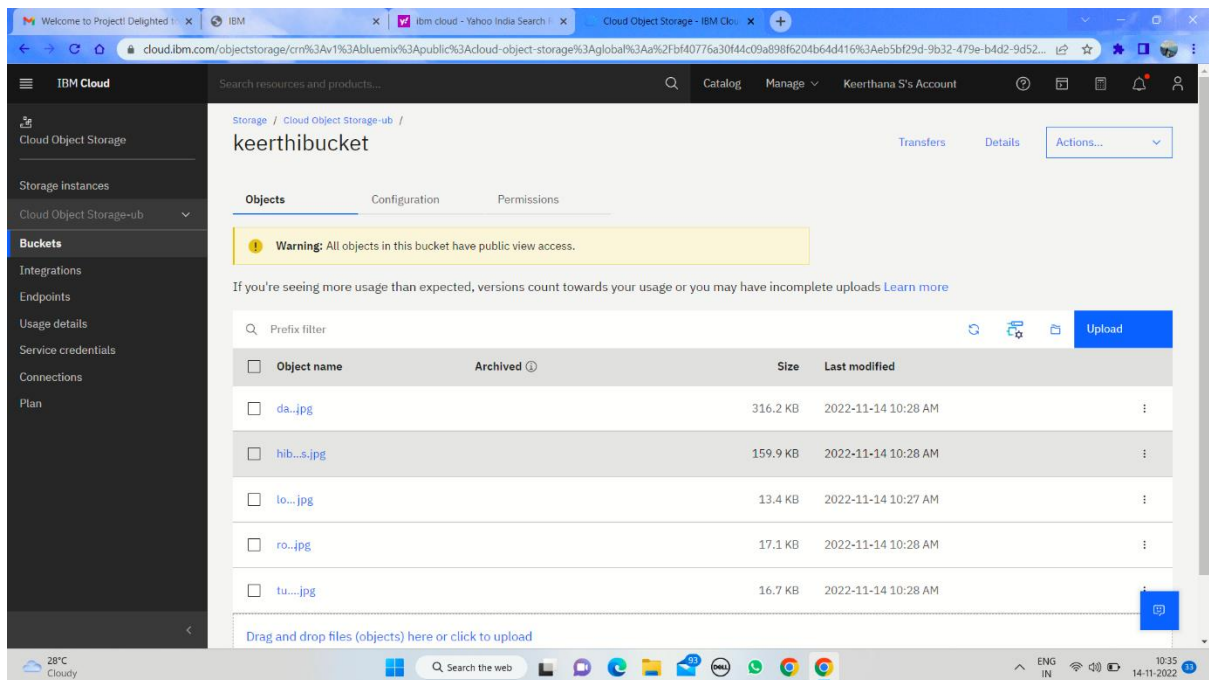 Welcome to Project! Delighted t
IBM
ibm cloud - Yahoo India Search
Cloud Object Storage - IBM Clou
cloud.ibm.com/objectstorage/crn%3Av1%3Abluemix%3Apublic%3Acloud-object-storage%3Aglobal%3Aa%2Fbf40776a30f44c09a898f6204b64d416%3Aeb5bf29d-9b32-479e-b4d2-9d52...
IBM Cloud
Search resources and products...
Catalog
Manage
Keerthana S's Account
Cloud Object Storage
Storage instances
Cloud Object Storage-ub
Buckets
Integrations
Endpoints
Usage details
Service credentials
Connections
Plan
Storage / Cloud Object Storage-ub /
keerthibucket
Transfers
Details
Actions...
Objects
Configuration
Permissions
Warning: All objects in this bucket have public view access.
If you're seeing more usage than expected, versions count towards your usage or you may have incomplete uploads Learn more
Prefix filter
Upload
Object name Archived Size Last modified
da..jpg 316.2 KB 2022-11-14 10:28 AM
hib...s.jpg 159.9 KB 2022-11-14 10:28 AM
lo....jpg 13.4 KB 2022-11-14 10:27 AM
ro..jpg 17.1 KB 2022-11-14 10:28 AM
tu....jpg 16.7 KB 2022-11-14 10:28 AM
Drag and drop files (objects) here or click to upload
28°C
Cloudy
Search the web
93
DELL
ENG
IN
10:35
14-11-2022
33